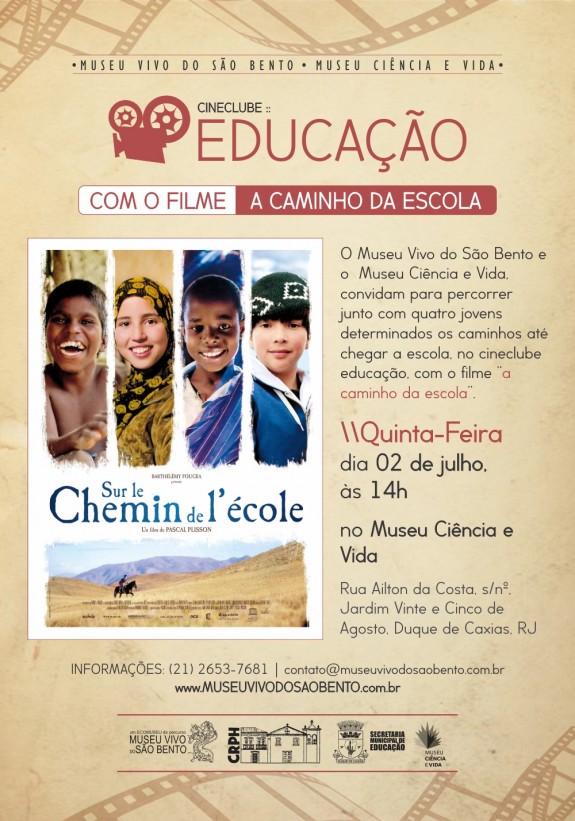 •MUSEU VIVO DO SÃO BENTO • MUSEU CIÊNCIA E VIDA•
CINECLUBE ::
EDUCAÇÃO
COM O FILME A CAMINHO DA ESCOLA
O Museu Vivo do São Bento e
o Museu Ciência e Vida,
convidam para percorrer
junto com quatro jovens
determinados os caminhos até
chegar a escola, no cineclube
educação, com o filme "a
caminho da escola".
\\Quinta-Feira
dia 02 de julho,
às 14h
no Museu Ciência e
Vida
Rua Ailton da Costa, s/nº.
Jardim Vinte e Cinco de
Agosto, Duque de Caxias, RJ
BARTHÉLÉMY FOUGEA
Sur le
Chemin de l'école
Un film de PASCAL PLISSON
INFORMAÇÕES: (21) 2653-7681 | contato@museuvivodosaobento.com.br
www.MUSEUVIVODOSAOBENTO.com.br
um ECOMUSEU de percurso
MUSEU VIVO
DO SÃO BENTO
CRPH
SECRETARIA
MUNICIPAL DE
EDUCAÇÃO
MUSEU
CIÊNCIA
E VIDA